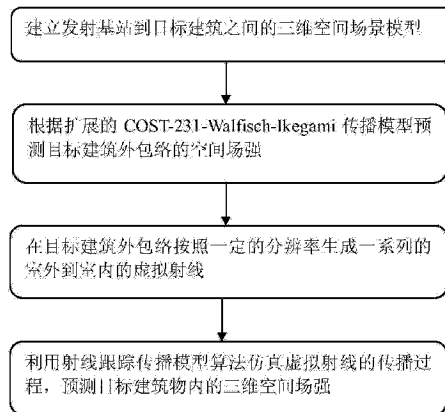 建立发射基站到目标建筑之间的三维空间场景模型
根据扩展的 COST-231-Walfisch-Ikegami 传播模型预
测目标建筑外包络的空间场强
在目标建筑外包络按照一定的分辨率生成一系列的
室外到室内的虚拟射线
利用射线跟踪传播模型算法仿真虚拟射线的传播过
程，预测目标建筑物内的三维空间场强